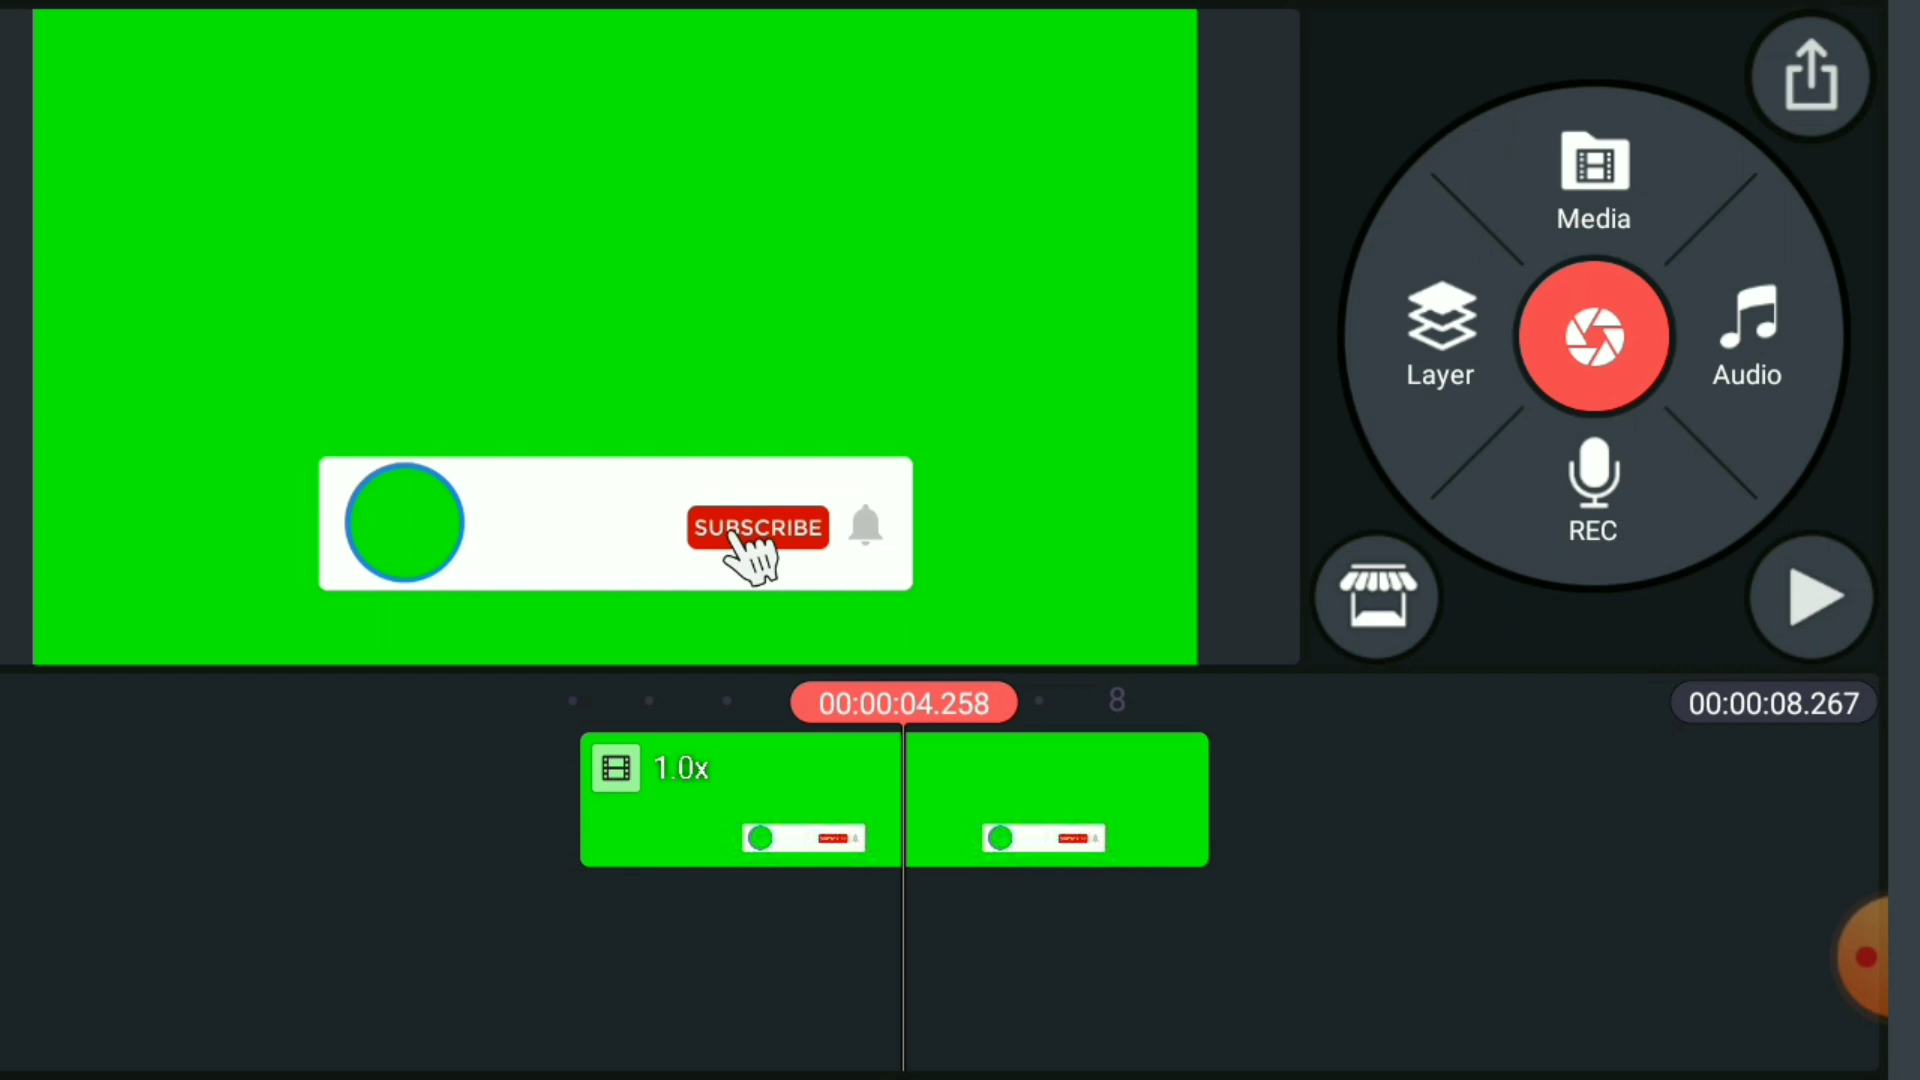 Media
Layer
Audio
REC
SUBSCRIBE
00:00:04.258
8
00:00:08.267
1.0x